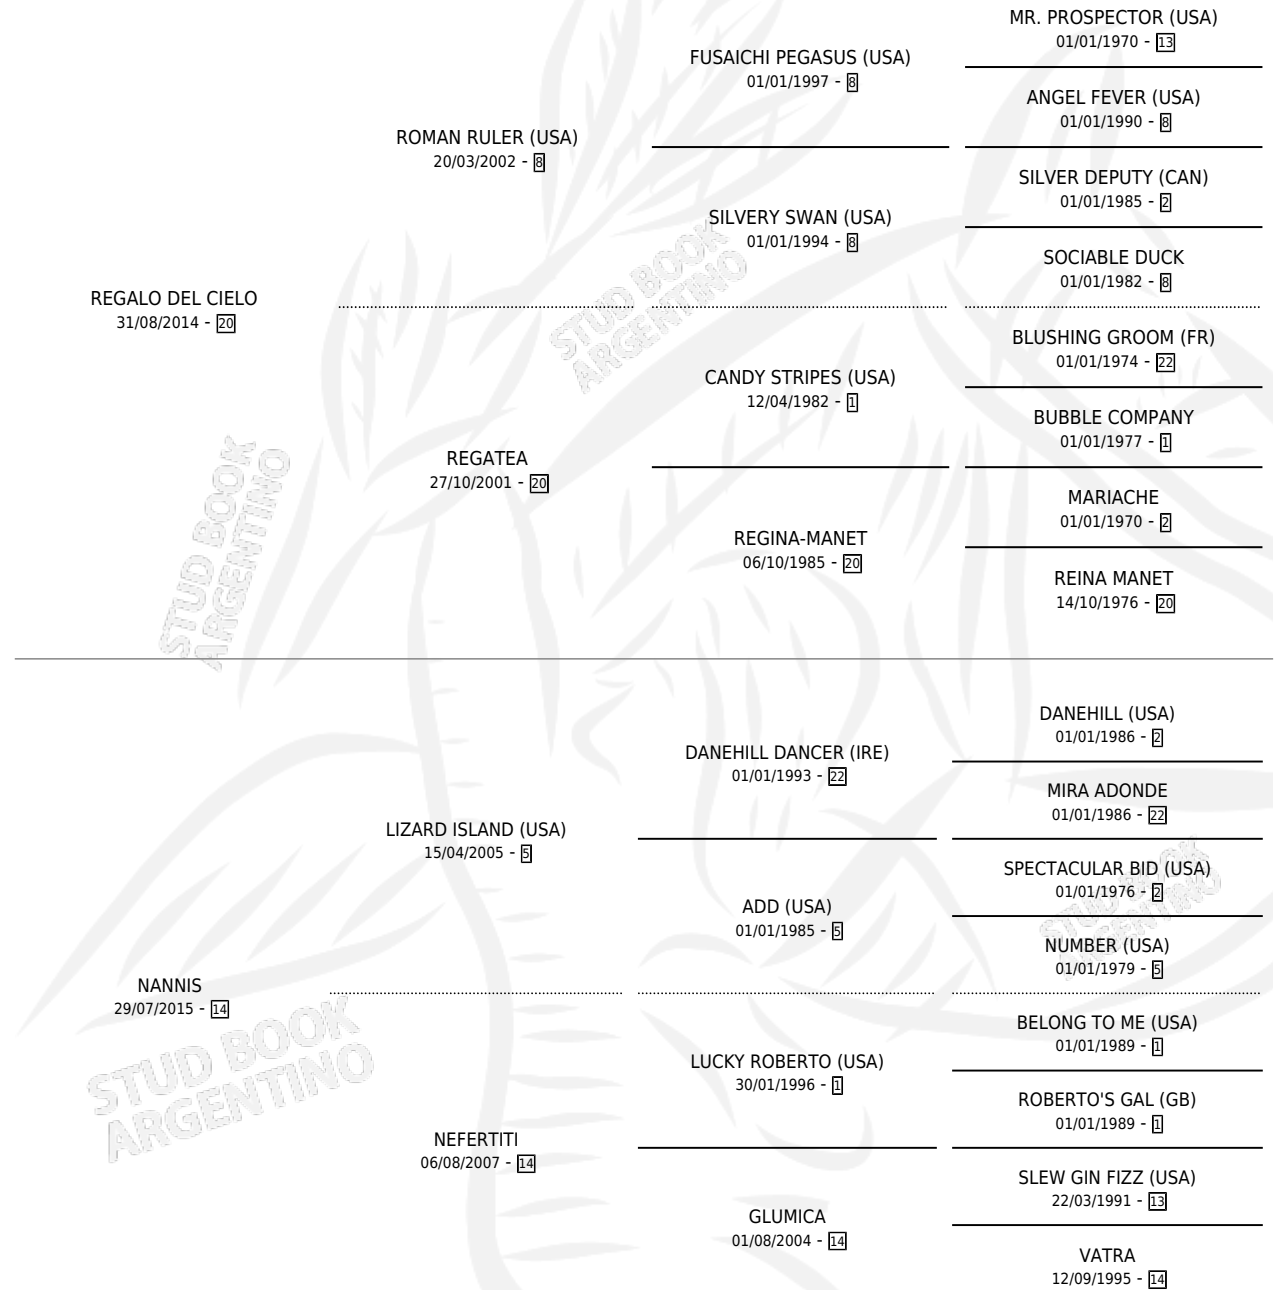 MR. PROSPECTOR (USA)
01/01/1970 - 13
FUSAICHI PEGASUS (USA)
01/01/1997 - 8
ANGEL FEVER (USA)
01/01/1990 - 8
ROMAN RULER (USA)
20/03/2002 - 8
SILVER DEPUTY (CAN)
01/01/1985 - 2
SILVERY SWAN (USA)
01/01/1994 - 8
SOCIABLE DUCK
01/01/1982 - 8
REGALO DEL CIELO
31/08/2014 - 20
STUD BOOK
ARGENTINO
BLUSHING GROOM (FR)
01/01/1974 - 22
CANDY STRIPES (USA)
12/04/1982 - 1
BUBBLE COMPANY
01/01/1977 - 1
REGATEA
27/10/2001 - 20
MARIACHE
01/01/1970 - 2
REGINA-MANET
06/10/1985 - 20
REINA MANET
14/10/1976 - 20
STUD BOOK
ARGENTINO
DANEHILL (USA)
01/01/1986 - 2
DANEHILL DANCER (IRE)
01/01/1993 - 22
MIRA ADONDE
01/01/1986 - 22
LIZARD ISLAND (USA)
15/04/2005 - 5
SPECTACULAR BID (USA)
01/01/1976 - 2
ADD (USA)
01/01/1985 - 5
NUMBER (USA)
01/01/1979 - 5
STUD BOOK
ARGENTINO
NANNIS
29/07/2015 - 14
BELONG TO ME (USA)
01/01/1989 - 1
LUCKY ROBERTO (USA)
30/01/1996 - 1
ROBERTO'S GAL (GB)
01/01/1989 - 1
STUD BOOK
ARGENTINO
NEFERTITI
06/08/2007 - 14
SLEW GIN FIZZ (USA)
22/03/1991 - 13
GLUMICA
01/08/2004 - 14
VATRA
12/09/1995 - 14